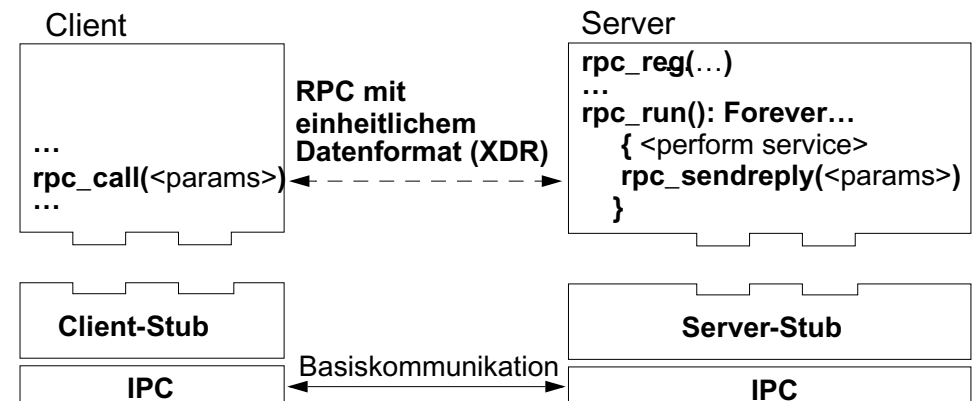 Client
…
rpc_call(<params>)
…
RPC mit
einheitlichem
Datenformat (XDR)
Server
rpc_reg(…)
…
rpc_run(): Forever…
{ <perform service>
rpc_sendreply(<params>)
}
Client-Stub
Server-Stub
IPC
Basiskommunikation
IPC